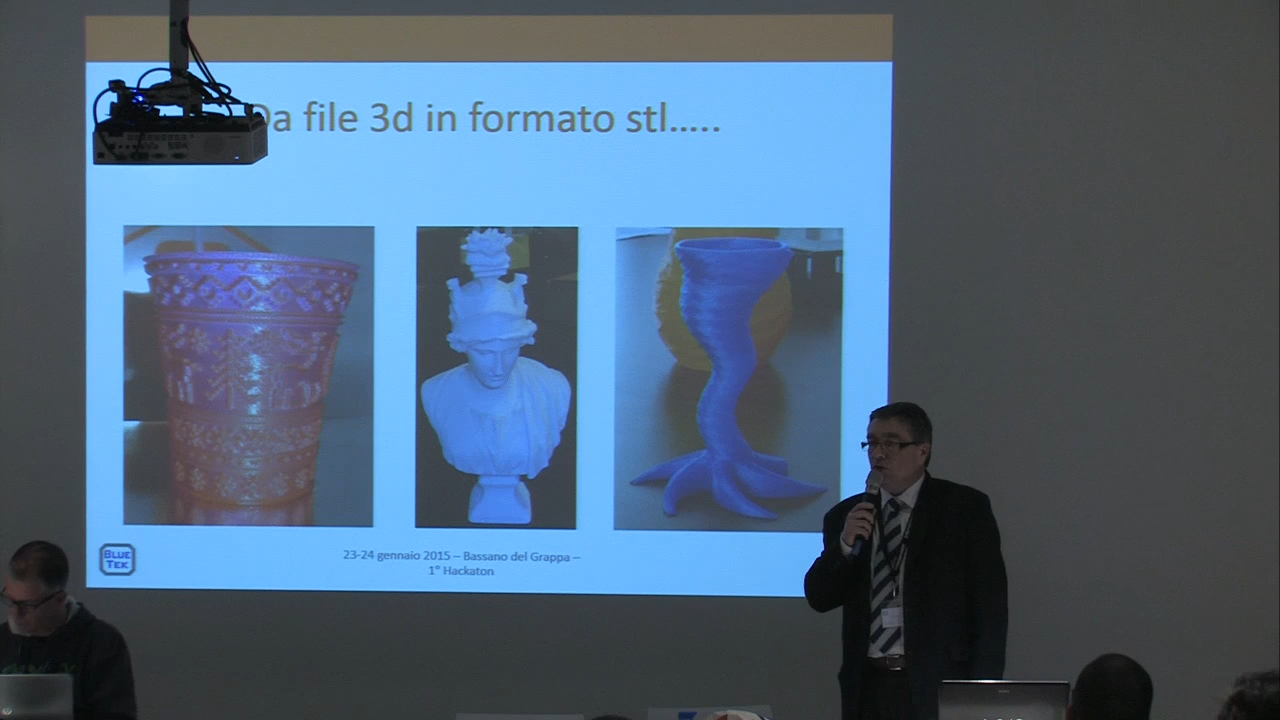 Da file 3d in formato stl.....
BLUE
TEK
23-24 gennaio 2015 – Bassano del Grappa –
1° Hackaton